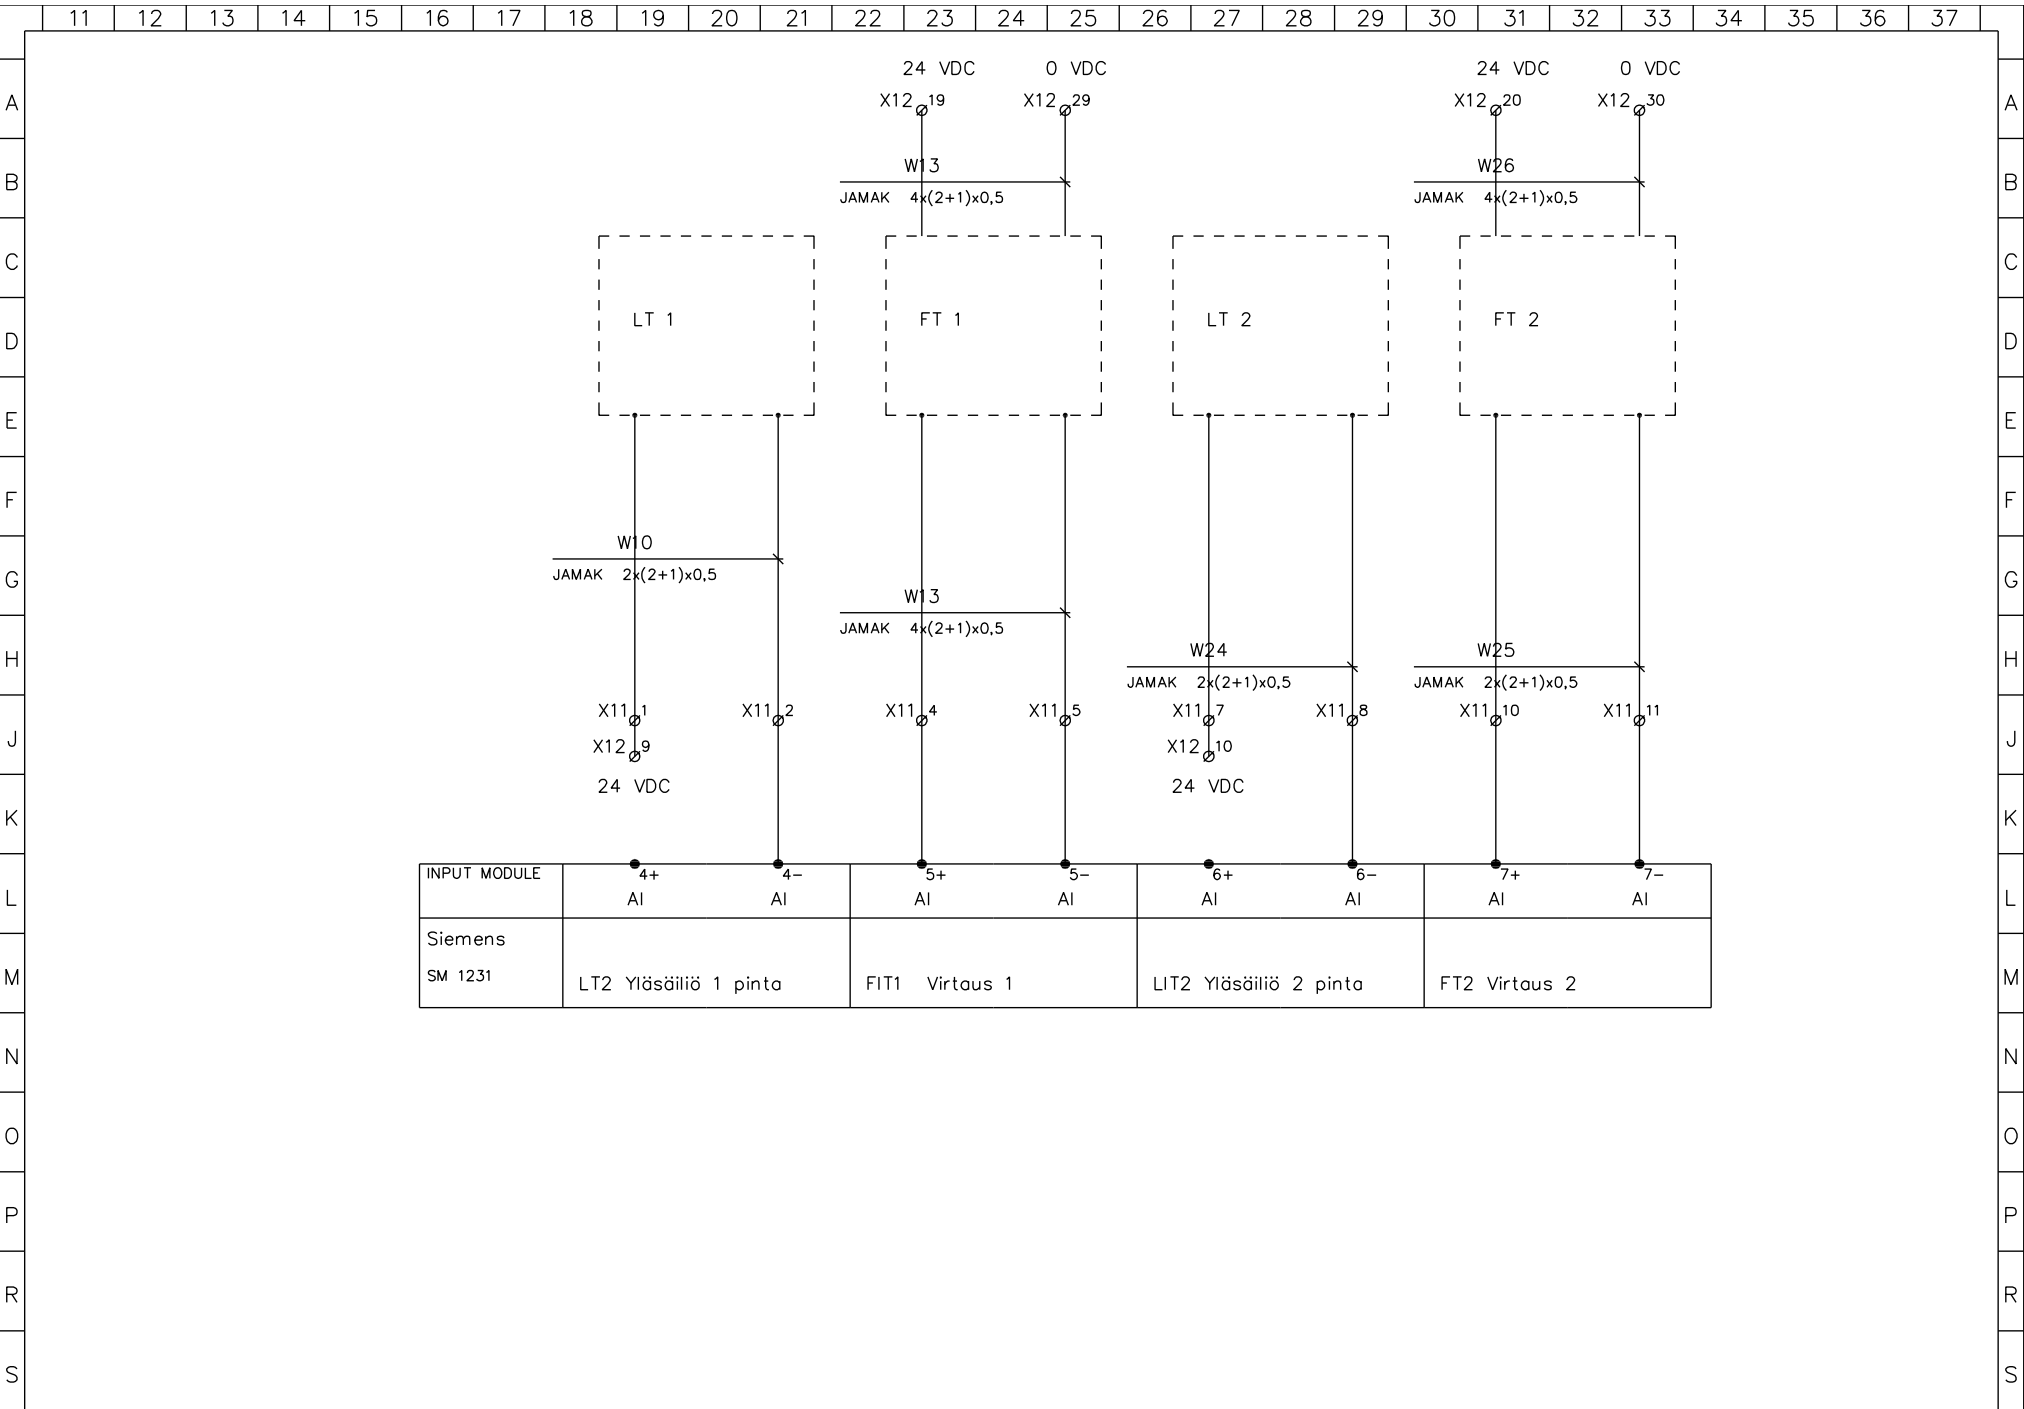 11 12 13 14 15 16 17 18 19 20 21 22 23 24 25 26 27 28 29 30 31 32 33 34 35 36 37
24 VDC 0 VDC 24 VDC 0 VDC
A X12 19 X12 29 X12 20 X12 30 A
W13 W26
B B
JAMAK 4x(2+1)x0,5 JAMAK 4x(2+1)x0,5
C C
LT 1 FT 1 LT 2 FT 2
D D
E E
F F
W10
G JAMAK 2x(2+1)x0,5 G
W13
JAMAK 4x(2+1)x0,5
W24 W25
H H
JAMAK 2x(2+1)x0,5 JAMAK 2x(2+1)x0,5
X11 1 X11 2 X11 4 X11 5 X11 7 X11 8 X11 10 X11 11
J X12 9 X12 10 J
24 VDC 24 VDC
K K
INPUT MODULE 4+ 4- 5+ 5- 6+ 6- 7+ 7-
L AI AI AI AI AI AI AI AI L
Siemens
M SM 1231 M
LT2 Yläsäiliö 1 pinta FIT1 Virtaus 1 LIT2 Yläsäiliö 2 pinta FT2 Virtaus 2
N N
O O
P P
R R
S S